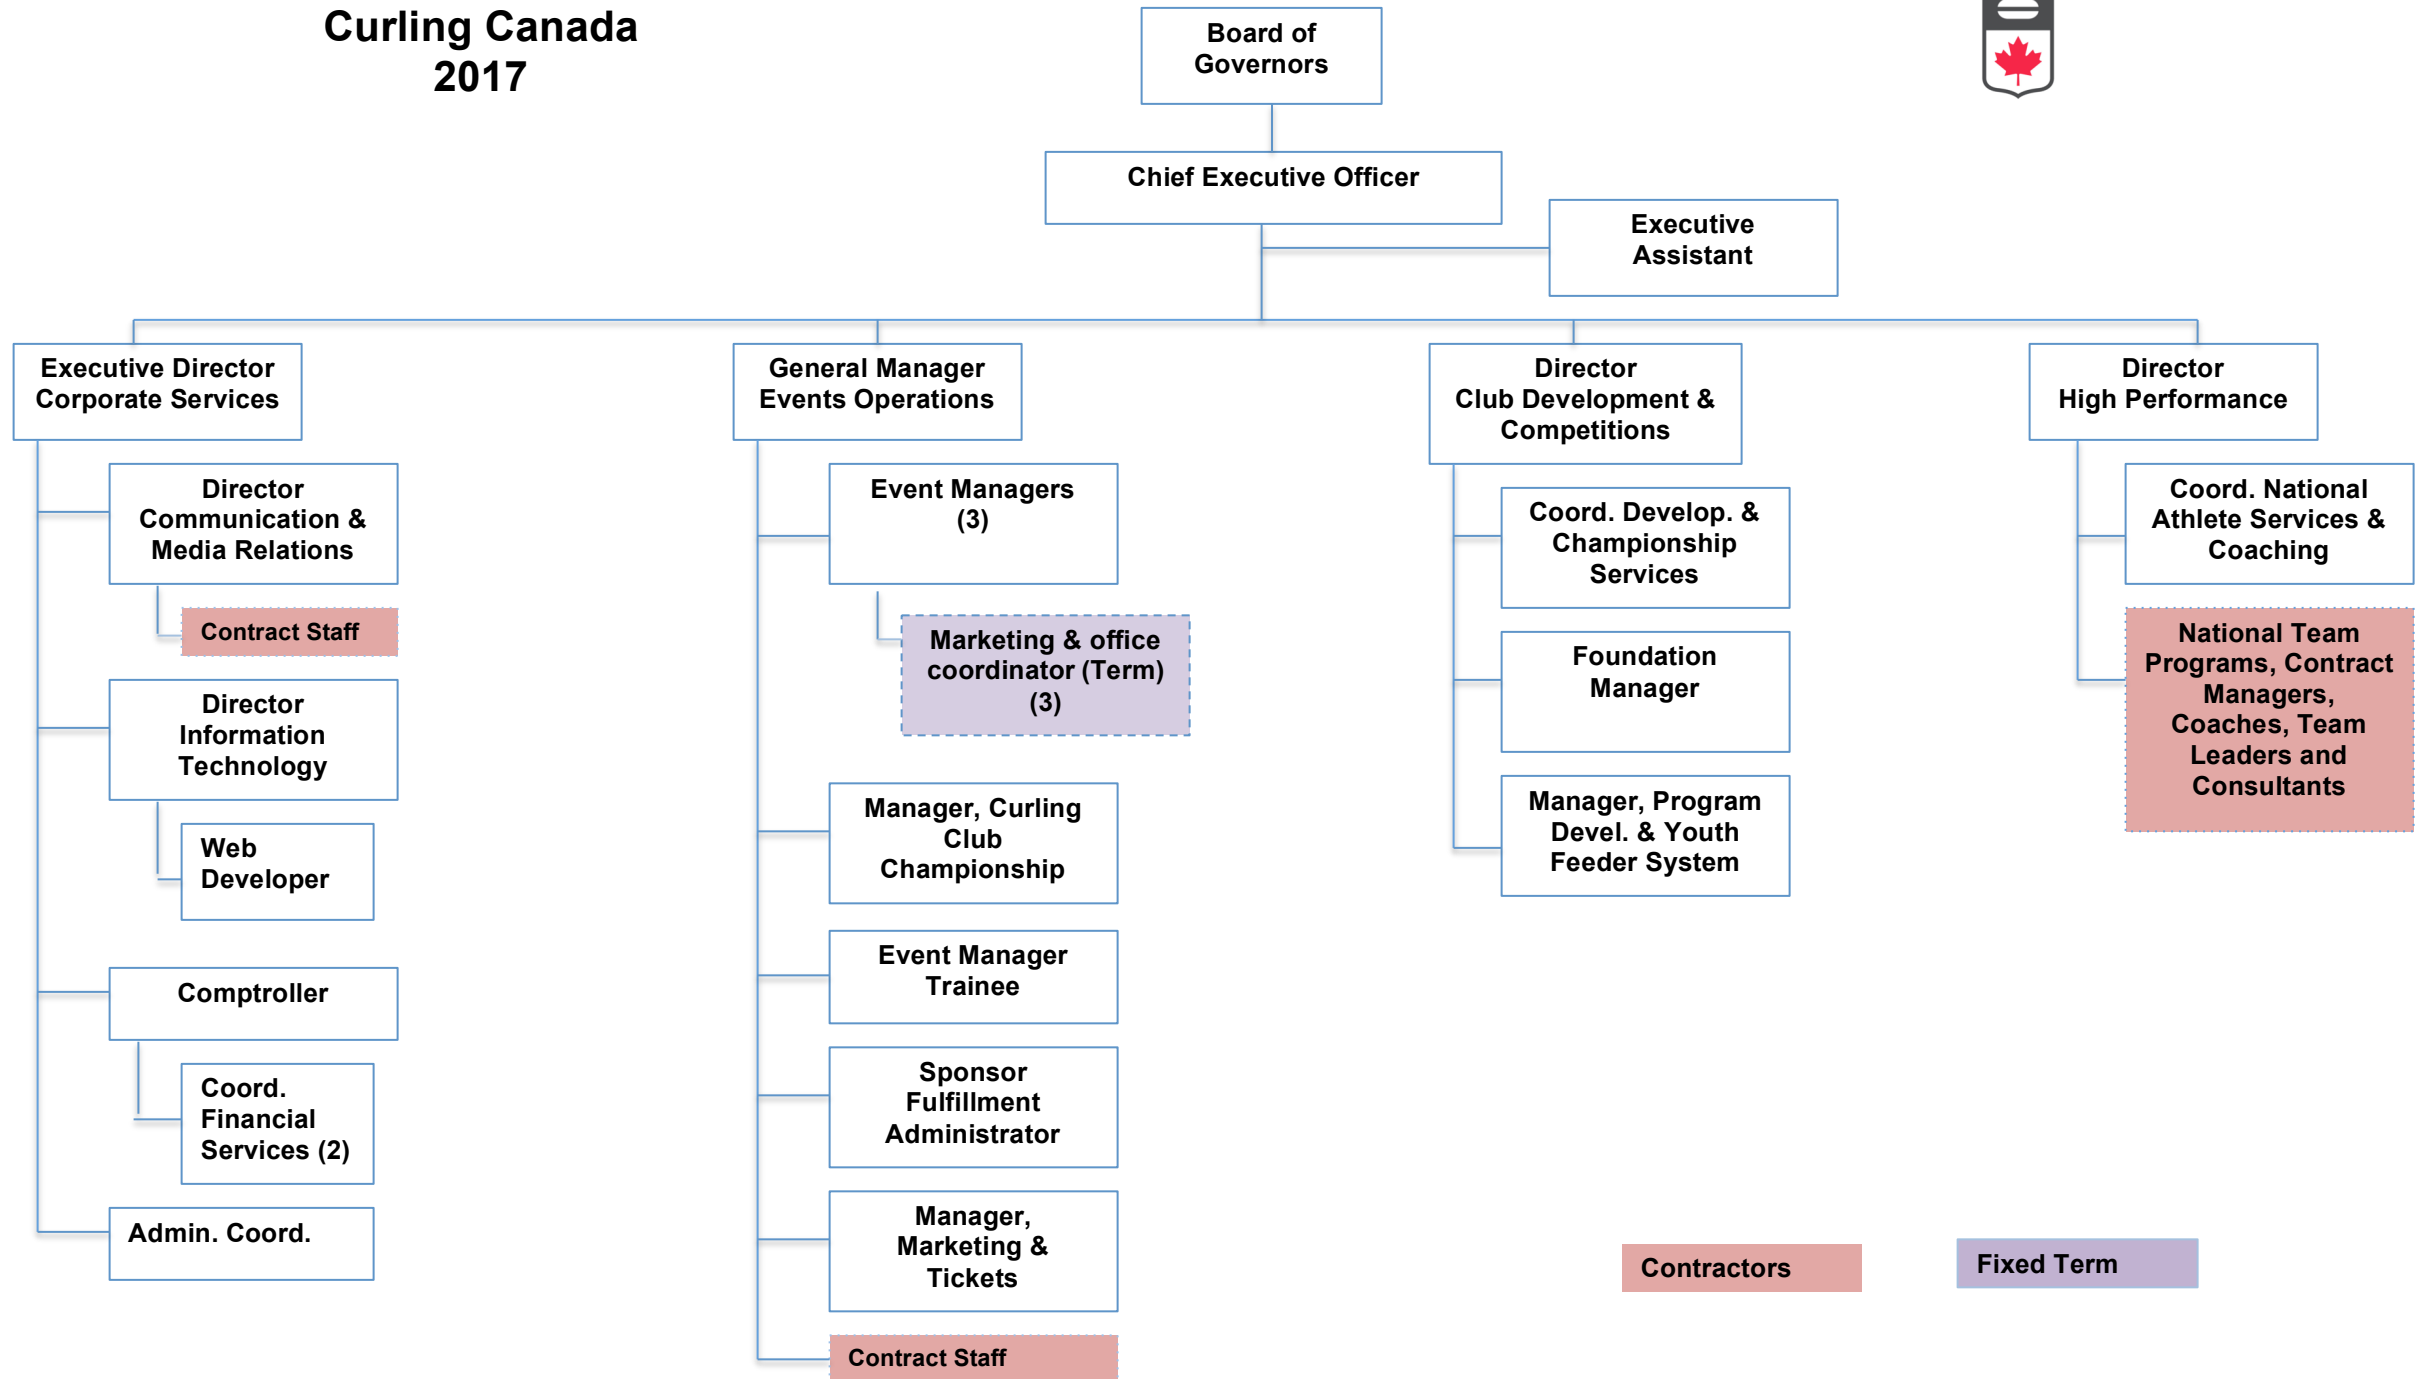 Curling Canada
2017
Board of
Governors
Chief Executive Officer
Executive
Assistant
Executive Director
Corporate Services
Director
Communication &
Media Relations
Contract Staff
Director
Information
Technology
Web
Developer
Comptroller
Coord.
Financial
Services (2)
Admin. Coord.
General Manager
Events Operations
Event Managers
(3)
Marketing & office
coordinator (Term)
(3)
Manager, Curling
Club
Championship
Event Manager
Trainee
Sponsor
Fulfillment
Administrator
Manager,
Marketing &
Tickets
Contract Staff
Director
Club Development &
Competitions
Coord. Develop. &
Championship
Services
Foundation
Manager
Manager, Program
Devel. & Youth
Feeder System
Director
High Performance
Coord. National
Athlete Services &
Coaching
National Team
Programs, Contract
Managers,
Coaches, Team
Leaders and
Consultants
Contractors
Fixed Term